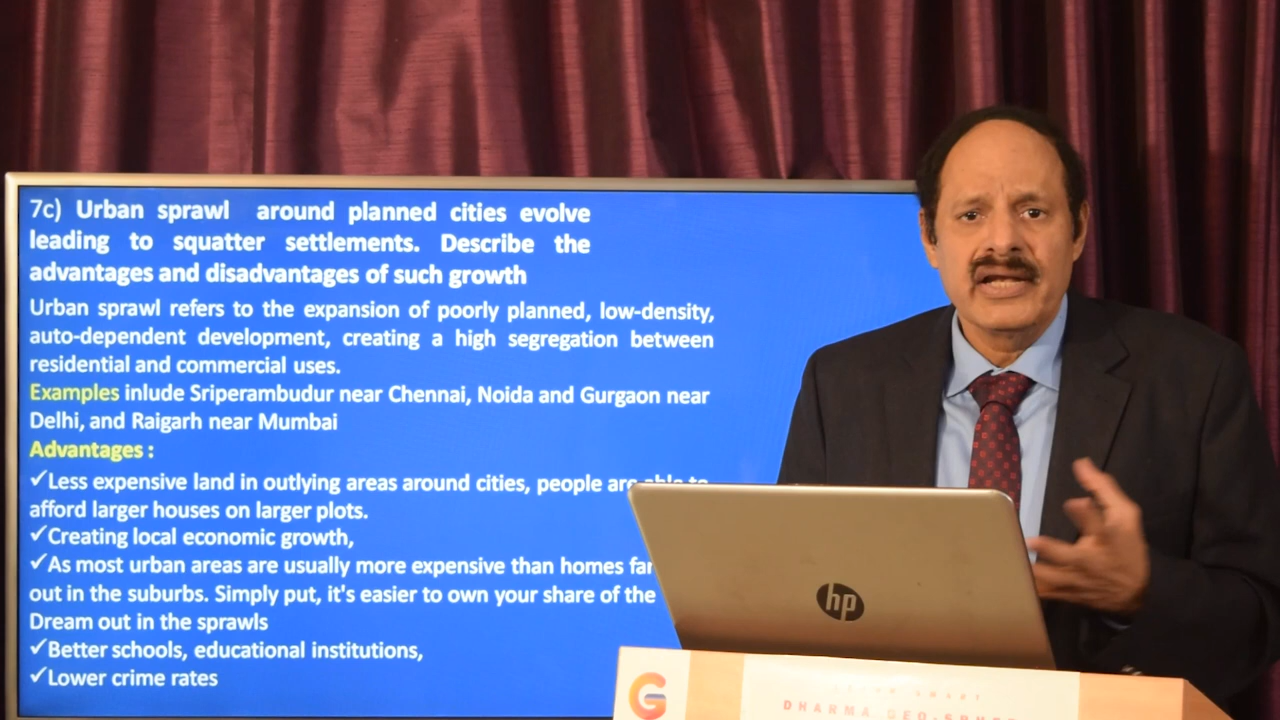 7c) Urban sprawl around planned cities evolve
leading to squatter settlements. Describe the
advantages and disadvantages of such growth
Urban sprawl refers to the expansion of poorly planned, low-density,
auto-dependent development, creating a high segregation between
residential and commercial uses.
Examples inlude Sriperambudur near Chennai, Noida and Gurgaon near
Delhi, and Raigarh near Mumbai
Advantages :
✓Less expensive land in outlying areas around cities, people are able to
afford larger houses on larger plots.
✓Creating local economic growth,
✓As most urban areas are usually more expensive than homes far
out in the suburbs. Simply put, it's easier to own your share of the
Dream out in the sprawls
✓Better schools, educational institutions,
✓Lower crime rates
hp
G
DHARMA GEO-SPHE